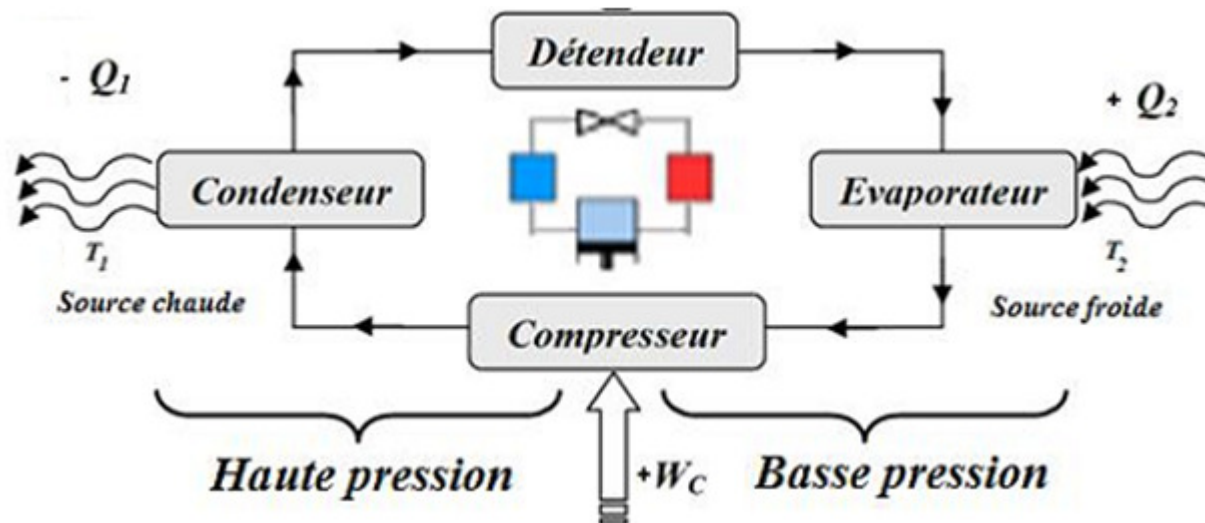 Détendeur
- Q1
+ Q2
Condenseur
Evaporateur
T1
T2
Source chaude
Source froide
Compresseur
Haute pression
+WC
Basse pression